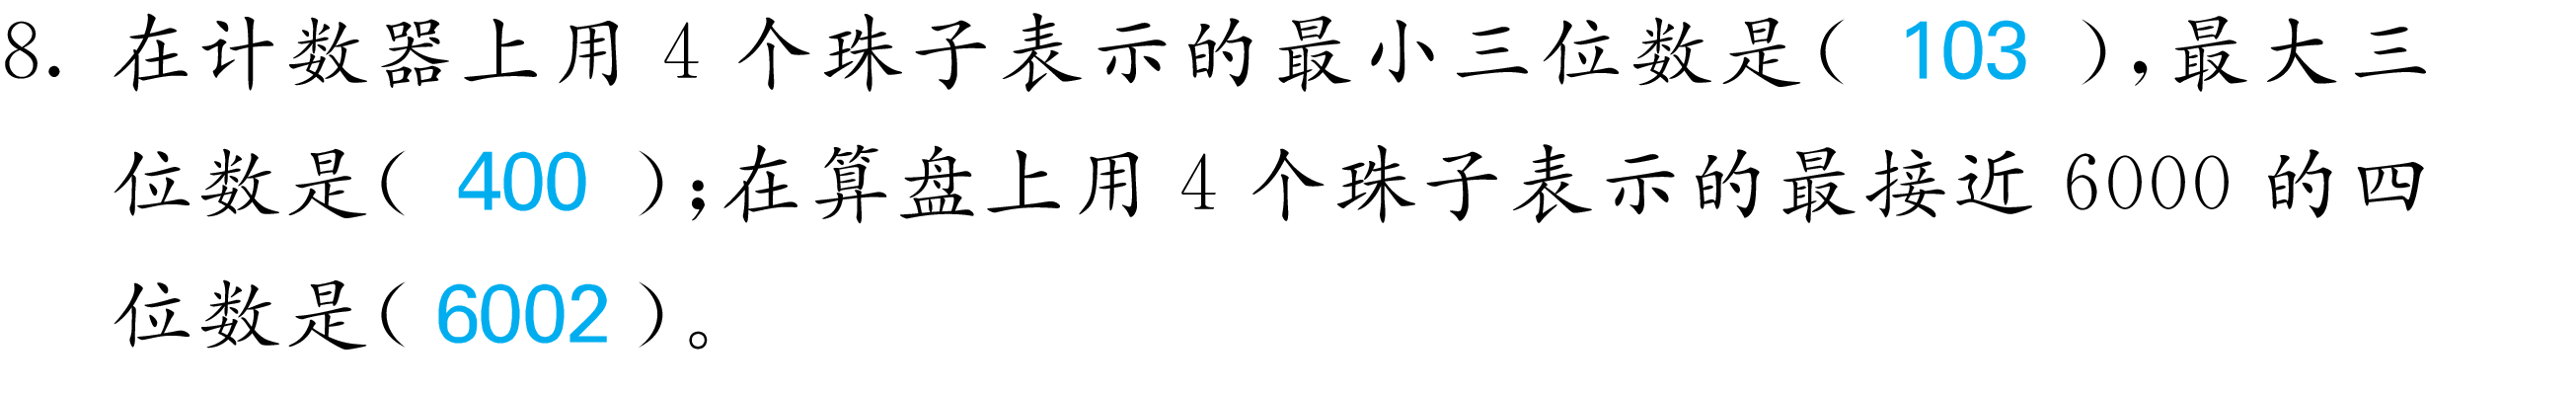 8. 在计数器上用 4 个珠子表示的最小三位数是( 103 ),最大三
位数是( 400 );在算盘上用 4 个珠子表示的最接近 6000 的四
位数是( 6002 )。